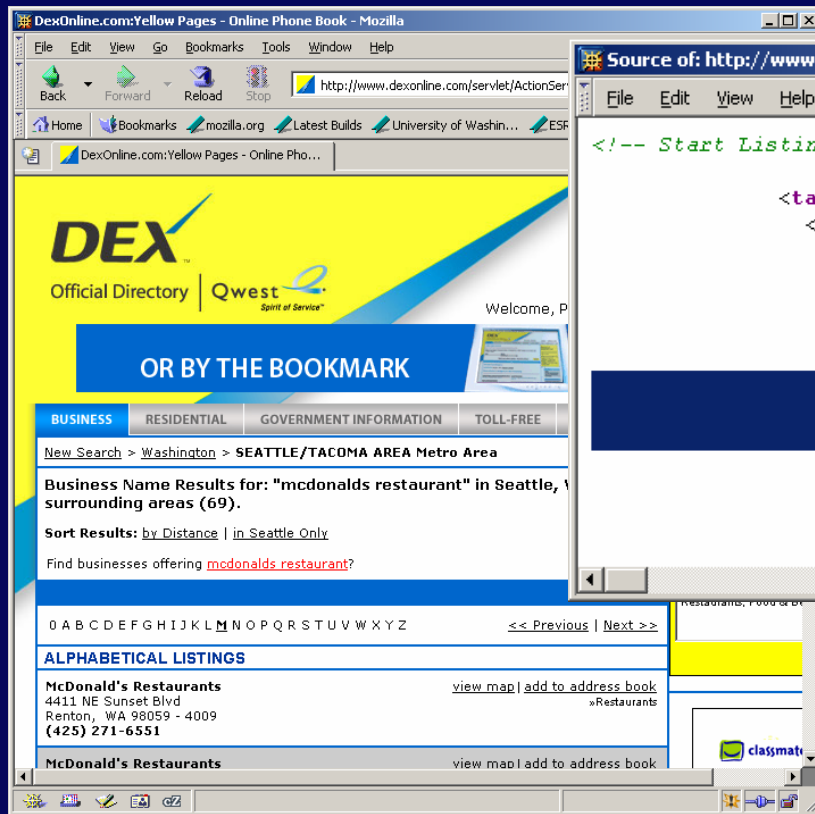 DexOnline.com:Yellow Pages - Online Phone Book - Mozilla
File Edit View Go Bookmarks Tools Window Help
Back Forward Reload Stop http://www.dexonline.com/servlet/ActionSer
Home Bookmarks mozilla.org Latest Builds University of Washin... ESR
DexOnline.com:Yellow Pages - Online Pho...
DEX
Official Directory Qwest
Spirit of Service
Welcome, P
OR BY THE BOOKMARK
BUSINESS RESIDENTIAL GOVERNMENT INFORMATION TOLL-FREE
New Search > Washington > SEATTLE/TACOMA AREA Metro Area
Business Name Results for: "mcdonalds restaurant" in Seattle,
surrounding areas (69).
Sort Results: by Distance | in Seattle Only
Find businesses offering mcdonalds restaurant?
0 A B C D E F G H I J K L M N O P Q R S T U V W X Y Z << Previous | Next >>
ALPHABETICAL LISTINGS
McDonald's Restaurants view map | add to address book
4411 NE Sunset Blvd »Restaurants
Renton, WA 98059 - 4009
(425) 271-6551
McDonald's Restaurants view map | add to address book
Source of: http://www
File Edit View Help
<!-- Start Listin
<ta
<
classmate